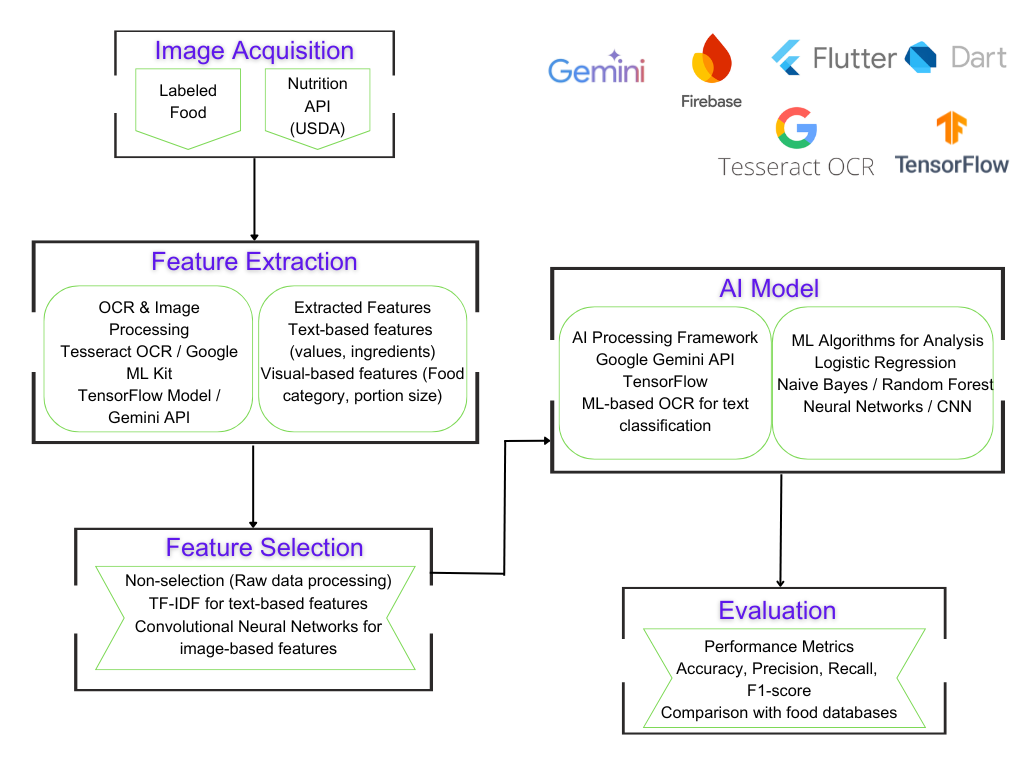 Image Acquisition
Labeled
Food
Nutrition
API
(USDA)
Gemini
Firebase
Flutter
Dart
Tesseract OCR
TensorFlow
Feature Extraction
OCR & Image
Processing
Tesseract OCR / Google
ML Kit
TensorFlow Model /
Gemini API
Extracted Features
Text-based features
(values, ingredients)
Visual-based features (Food
category, portion size)
AI Model
AI Processing Framework
Google Gemini API
TensorFlow
ML-based OCR for text
classification
ML Algorithms for Analysis
Logistic Regression
Naive Bayes / Random Forest
Neural Networks / CNN
Feature Selection
Non-selection (Raw data processing)
TF-IDF for text-based features
Convolutional Neural Networks for
image-based features
Evaluation
Performance Metrics
Accuracy, Precision, Recall,
F1-score
Comparison with food databases